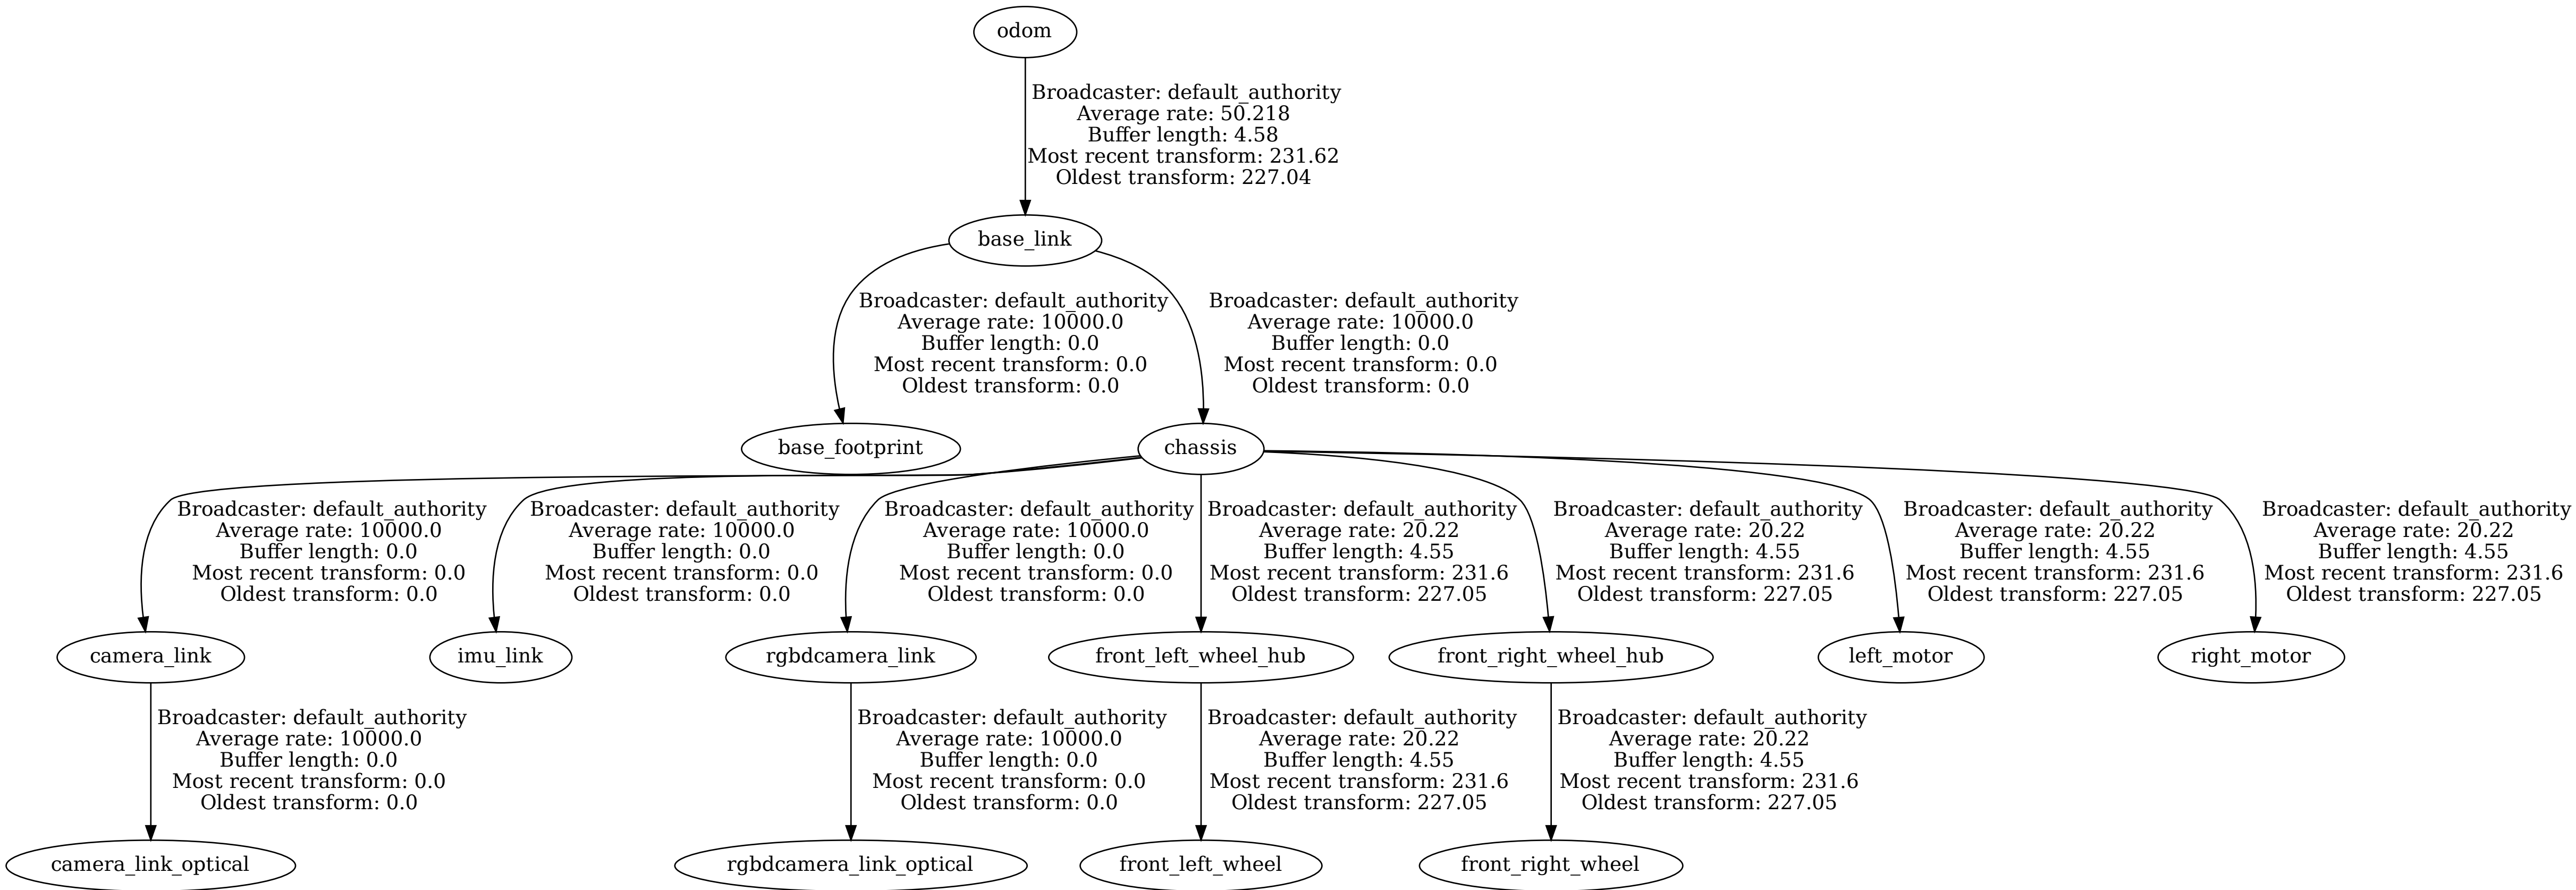 odom
Broadcaster: default_authority
Average rate: 50.218
Buffer length: 4.58
Most recent transform: 231.62
Oldest transform: 227.04
base_link
Broadcaster: default_authority
Average rate: 10000.0
Buffer length: 0.0
Most recent transform: 0.0
Oldest transform: 0.0
Broadcaster: default_authority
Average rate: 10000.0
Buffer length: 0.0
Most recent transform: 0.0
Oldest transform: 0.0
base_footprint
chassis
Broadcaster: default_authority
Average rate: 10000.0
Buffer length: 0.0
Most recent transform: 0.0
Oldest transform: 0.0
Broadcaster: default_authority
Average rate: 10000.0
Buffer length: 0.0
Most recent transform: 0.0
Oldest transform: 0.0
Broadcaster: default_authority
Average rate: 10000.0
Buffer length: 0.0
Most recent transform: 0.0
Oldest transform: 0.0
Broadcaster: default_authority
Average rate: 20.22
Buffer length: 4.55
Most recent transform: 231.6
Oldest transform: 227.05
Broadcaster: default_authority
Average rate: 20.22
Buffer length: 4.55
Most recent transform: 231.6
Oldest transform: 227.05
Broadcaster: default_authority
Average rate: 20.22
Buffer length: 4.55
Most recent transform: 231.6
Oldest transform: 227.05
Broadcaster: default_authority
Average rate: 20.22
Buffer length: 4.55
Most recent transform: 231.6
Oldest transform: 227.05
camera_link
imu_link
rgbdcamera_link
front_left_wheel_hub
front_right_wheel_hub
left_motor
right_motor
Broadcaster: default_authority
Average rate: 10000.0
Buffer length: 0.0
Most recent transform: 0.0
Oldest transform: 0.0
Broadcaster: default_authority
Average rate: 10000.0
Buffer length: 0.0
Most recent transform: 0.0
Oldest transform: 0.0
Broadcaster: default_authority
Average rate: 20.22
Buffer length: 4.55
Most recent transform: 231.6
Oldest transform: 227.05
Broadcaster: default_authority
Average rate: 20.22
Buffer length: 4.55
Most recent transform: 231.6
Oldest transform: 227.05
camera_link_optical
rgbdcamera_link_optical
front_left_wheel
front_right_wheel